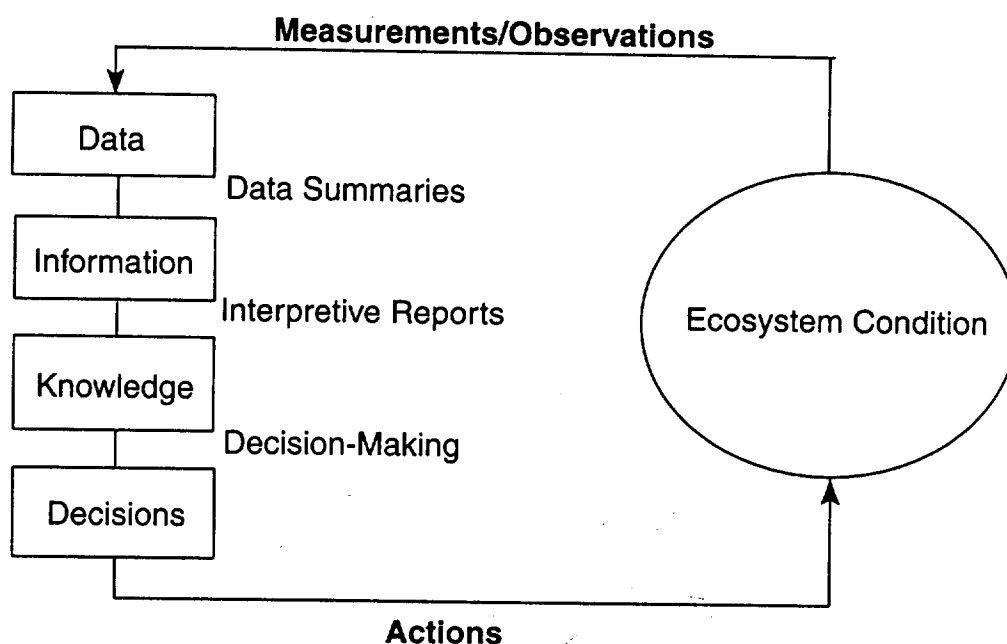 Measurements/Observations
Data
Data Summaries
Information
Interpretive Reports
Ecosystem Condition
Knowledge
Decision-Making
Decisions
Actions